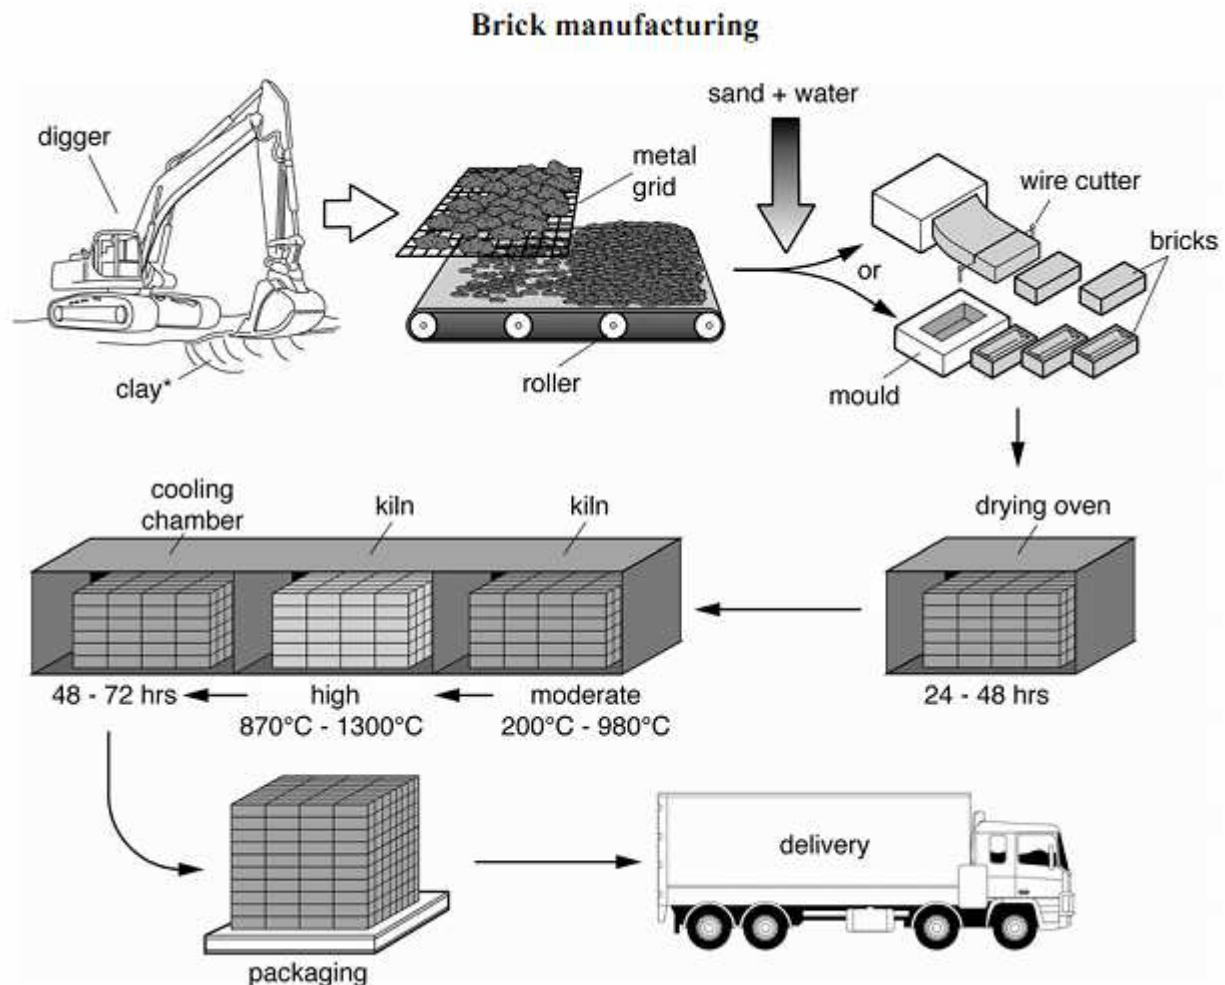 Brick manufacturing
digger
clay*
metal
grid
roller
sand + water
or
wire cutter
bricks
mould
drying oven
24 - 48 hrs
kiln
moderate
200°C - 980°C
kiln
high
870°C - 1300°C
cooling
chamber
48 - 72 hrs
packaging
delivery